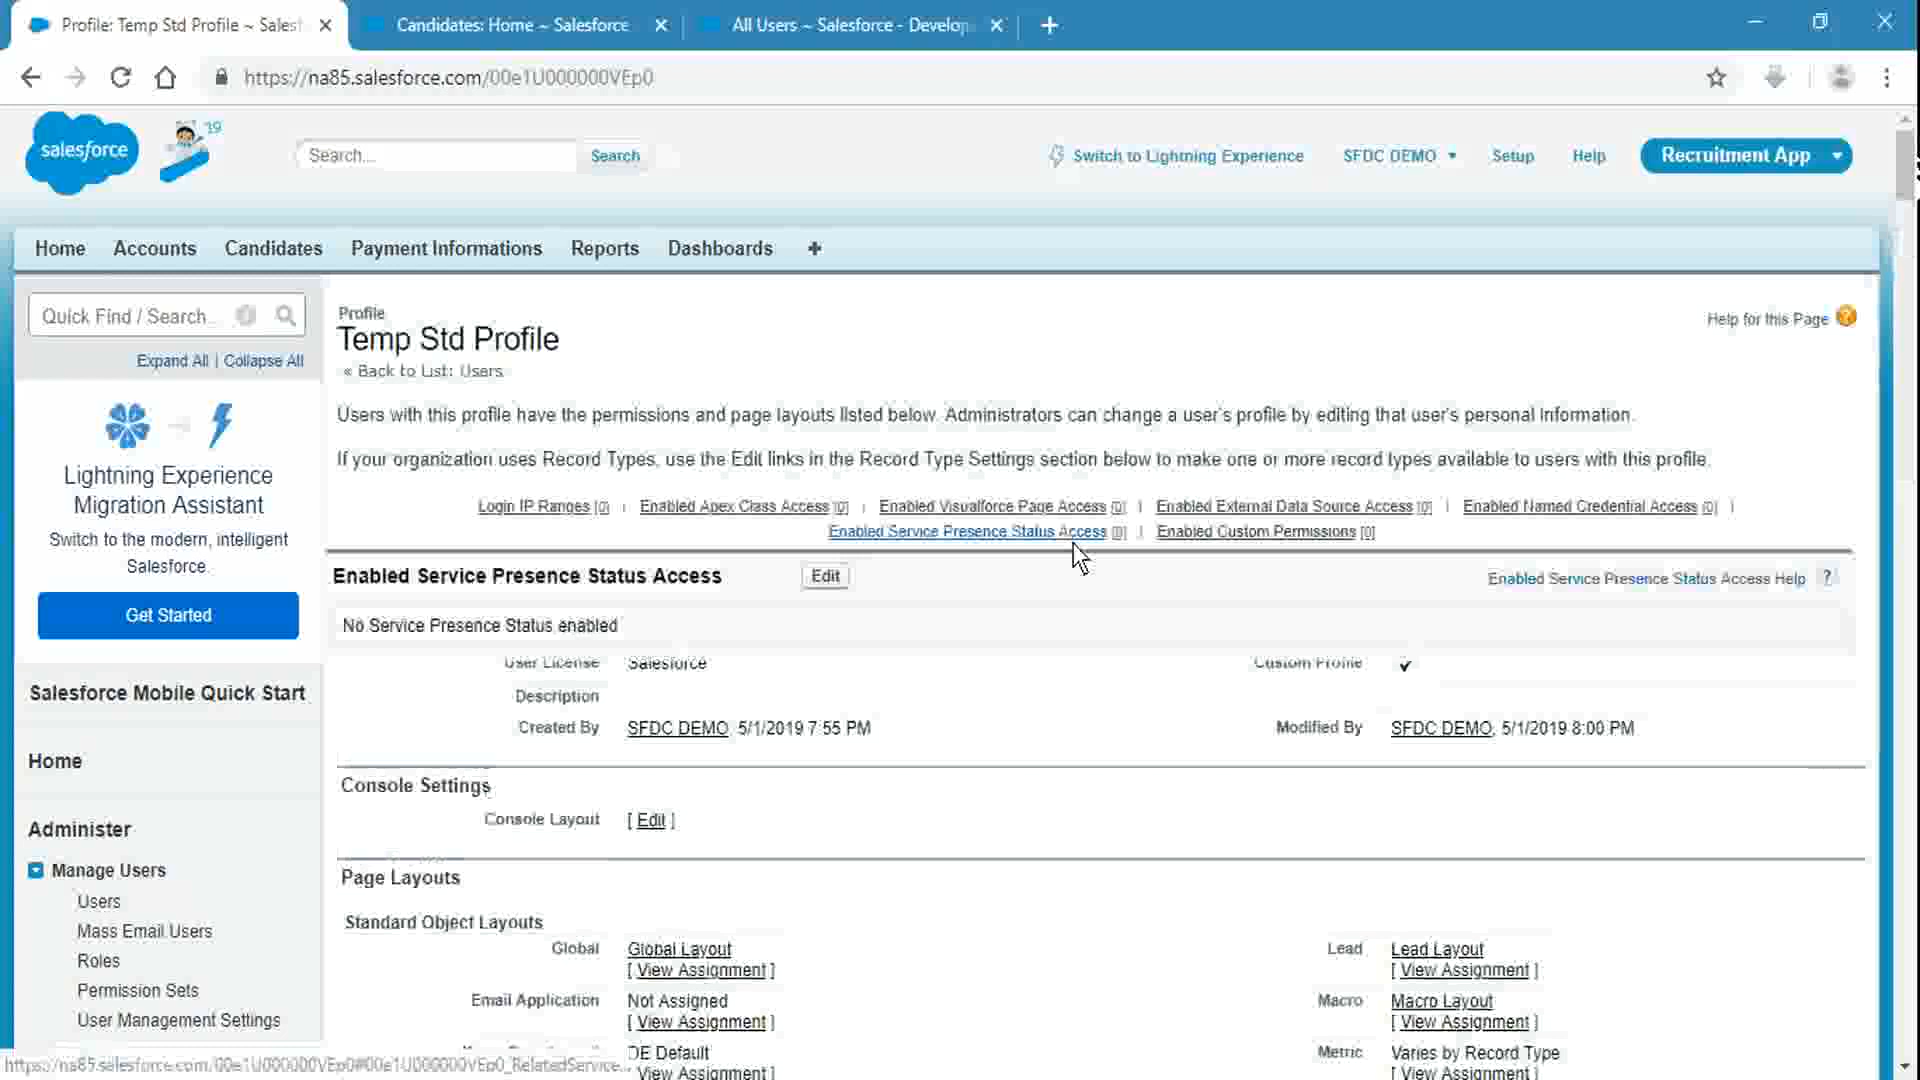 Profile: Temp Std Profile ~ Salesf
Candidates: Home ~ Salesforce
All Users ~ Salesforce - Develop
https://na85.salesforce.com/00e1U000000VEp0
salesforce
'19
Search...
Search
Switch to Lightning Experience
SFDC DEMO
Setup
Help
Recruitment App
Home
Accounts
Candidates
Payment Informations
Reports
Dashboards
+
Quick Find / Search...
Expand All | Collapse All
Lightning Experience
Migration Assistant
Switch to the modern, intelligent
Salesforce.
Get Started
Salesforce Mobile Quick Start
Home
Administer
Manage Users
Users
Mass Email Users
Roles
Permission Sets
User Management Settings
Profile
Temp Std Profile
« Back to List: Users
Help for this Page
Users with this profile have the permissions and page layouts listed below. Administrators can change a user's profile by editing that user's personal information.
If your organization uses Record Types, use the Edit links in the Record Type Settings section below to make one or more record types available to users with this profile.
Login IP Ranges [0] | Enabled Apex Class Access [0] | Enabled Visualforce Page Access [0] | Enabled External Data Source Access [0] | Enabled Named Credential Access [0] |
Enabled Service Presence Status Access [0] | Enabled Custom Permissions [0]
Enabled Service Presence Status Access
Edit
Enabled Service Presence Status Access Help ?
No Service Presence Status enabled
User License Salesforce
Custom Profile
Description
Created By SFDC DEMO, 5/1/2019 7:55 PM
Modified By SFDC DEMO, 5/1/2019 8:00 PM
Console Settings
Console Layout [ Edit ]
Page Layouts
Standard Object Layouts
Global Global Layout
[ View Assignment ]
Lead Lead Layout
[ View Assignment ]
Email Application Not Assigned
[ View Assignment ]
Macro Macro Layout
[ View Assignment ]
DE Default
View Assignment
Metric Varies by Record Type
[ View Assignment ]
https://na85.salesforce.com/00e1U000000VEp0#00e1U000000VEp0_RelatedService...